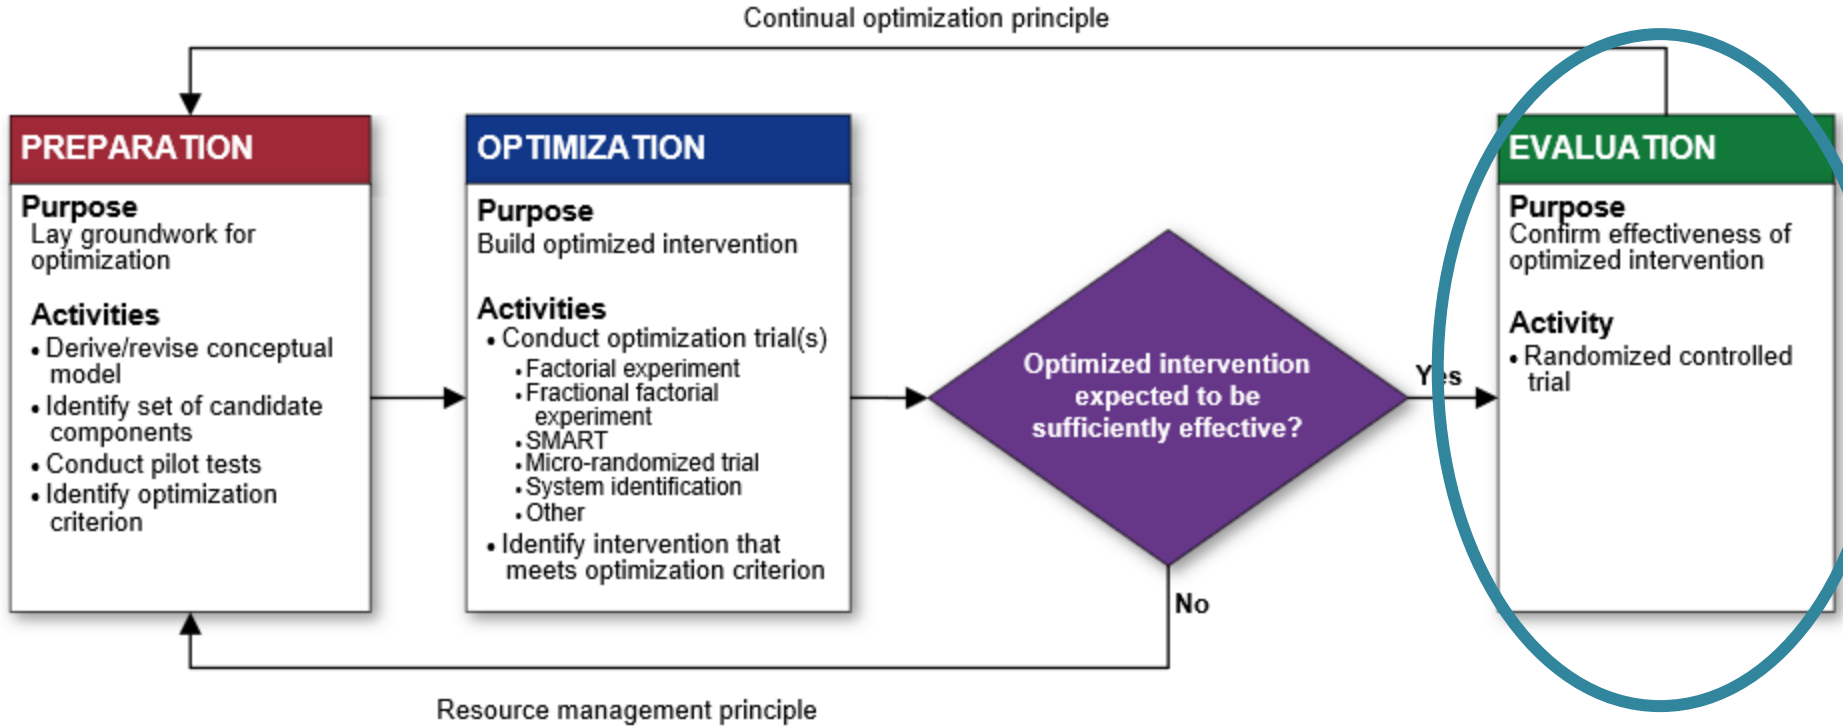 Continual optimization principle
PREPARATION
Purpose
Lay groundwork for
optimization
Activities
• Derive/revise conceptual
model
• Identify set of candidate
components
• Conduct pilot tests
• Identify optimization
criterion
OPTIMIZATION
Purpose
Build optimized intervention
Activities
• Conduct optimization trial(s)
• Factorial experiment
• Fractional factorial
experiment
• SMART
• Micro-randomized trial
• System identification
• Other
• Identify intervention that
meets optimization criterion
Optimized intervention
expected to be
sufficiently effective?
Yes
No
EVALUATION
Purpose
Confirm effectiveness of
optimized intervention
Activity
• Randomized controlled
trial
Resource management principle